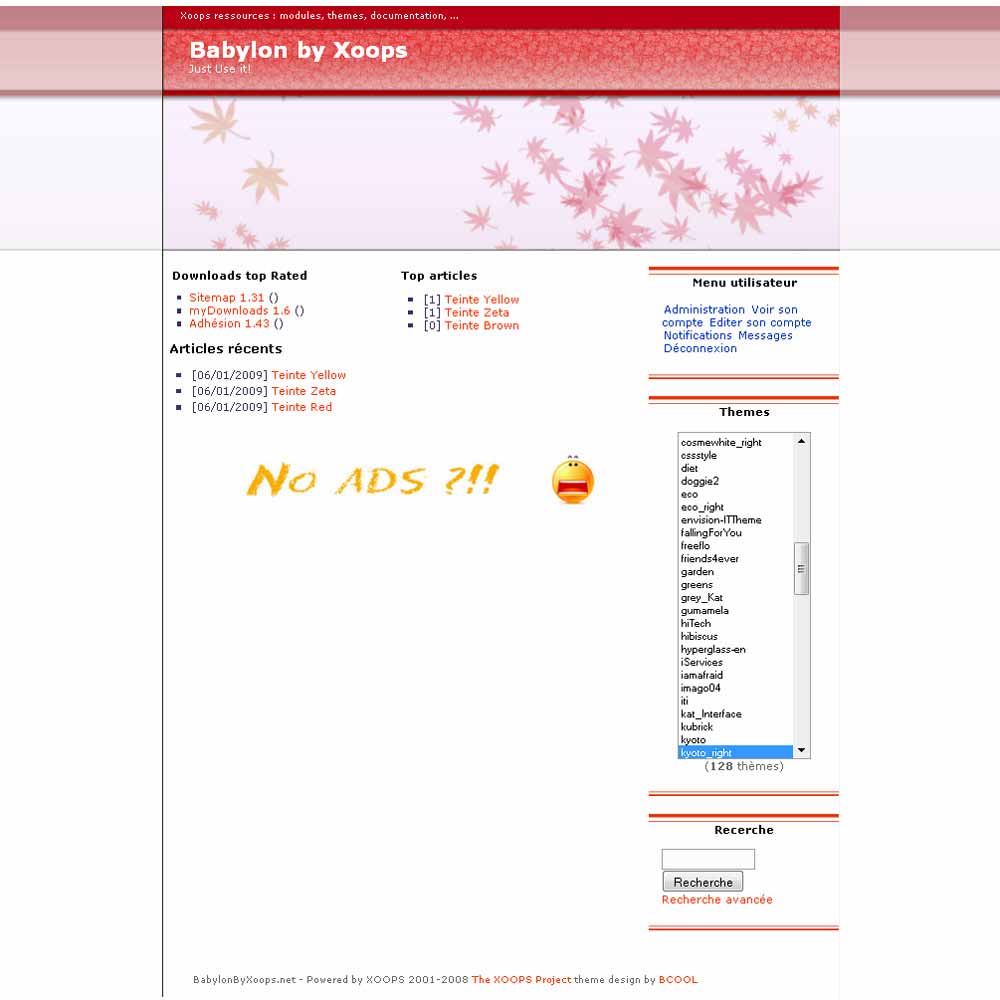 Xoops ressources : modules, themes, documentation, ...
Babylon by Xoops
Just Use it!
Downloads top Rated
Sitemap 1.31 ()
myDownloads 1.6 ()
Adhésion 1.43 ()
Top articles
[1] Teinte Yellow
[1] Teinte Zeta
[0] Teinte Brown
Articles récents
[06/01/2009] Teinte Yellow
[06/01/2009] Teinte Zeta
[06/01/2009] Teinte Red
No ADS ?!!
Menu utilisateur
Administration Voir son
compte Editer son compte
Notifications Messages
Déconnexion
Themes
cosmewhite_right
cssstyle
diet
doggie2
eco
eco_right
envision-ITTheme
fallingForYou
freeflo
friends4ever
garden
greens
grey_Kat
gumamela
hiTech
hibiscus
hyperglass-en
iServices
iamafraid
imago04
iti
kat_Interface
kubrick
kyoto
kyoto_right
(128 thèmes)
Recerche
Recherche
Recherche avancée
BabylonByXoops.net - Powered by XOOPS 2001-2008 The XOOPS Project theme design by BCOOL